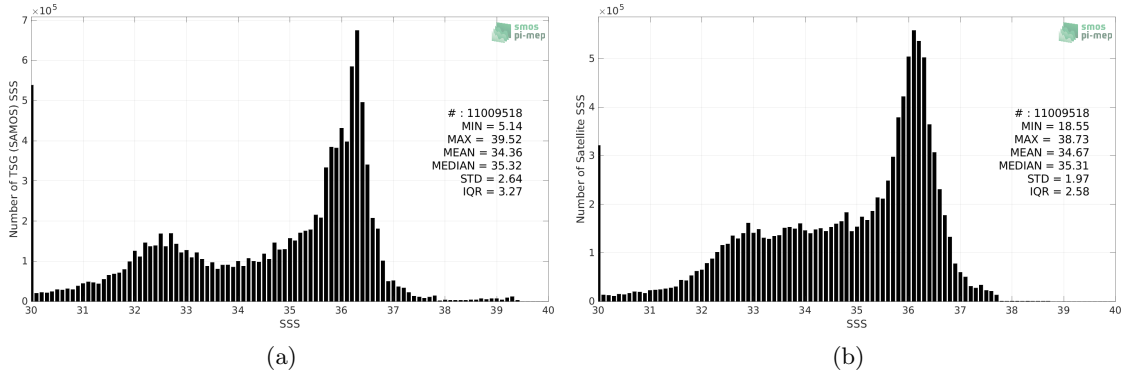 ×10⁵
7
6
5
4
3
2
1
0
Number of TSG (SAMOS) SSS
30 31 32 33 34 35 36 37 38 39 40
SSS
smos
pi-mep
# : 11009518
MIN = 5.14
MAX = 39.52
MEAN = 34.36
MEDIAN = 35.32
STD = 2.64
IQR = 3.27
(a)
×10⁵
5
4
3
2
1
0
Number of Satellite SSS
30 31 32 33 34 35 36 37 38 39 40
SSS
smos
pi-mep
# : 11009518
MIN = 18.55
MAX = 38.73
MEAN = 34.67
MEDIAN = 35.31
STD = 1.97
IQR = 2.58
(b)